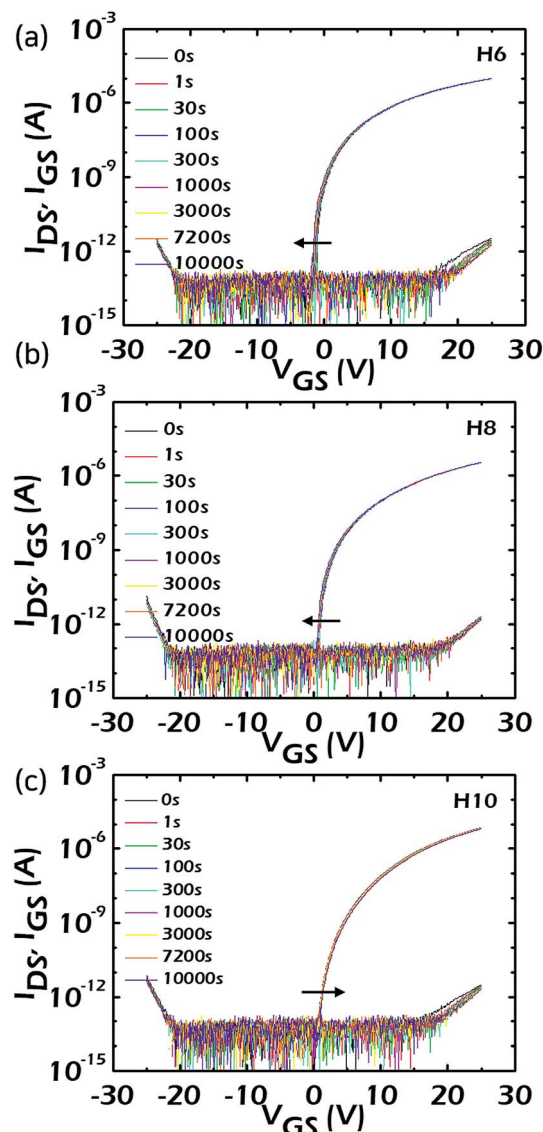 (a)
H6
I_DS, I_GS (A)
10^-3
10^-6
10^-9
10^-12
10^-15
0s
1s
30s
100s
300s
1000s
3000s
7200s
10000s
-30 -20 -10 0 10 20 30
V_GS (V)
(b)
H8
I_DS, I_GS (A)
10^-3
10^-6
10^-9
10^-12
10^-15
0s
1s
30s
100s
300s
1000s
3000s
7200s
10000s
-30 -20 -10 0 10 20 30
V_GS (V)
(c)
H10
I_DS, I_GS (A)
10^-3
10^-6
10^-9
10^-12
10^-15
0s
1s
30s
100s
300s
1000s
3000s
7200s
10000s
-30 -20 -10 0 10 20 30
V_GS (V)